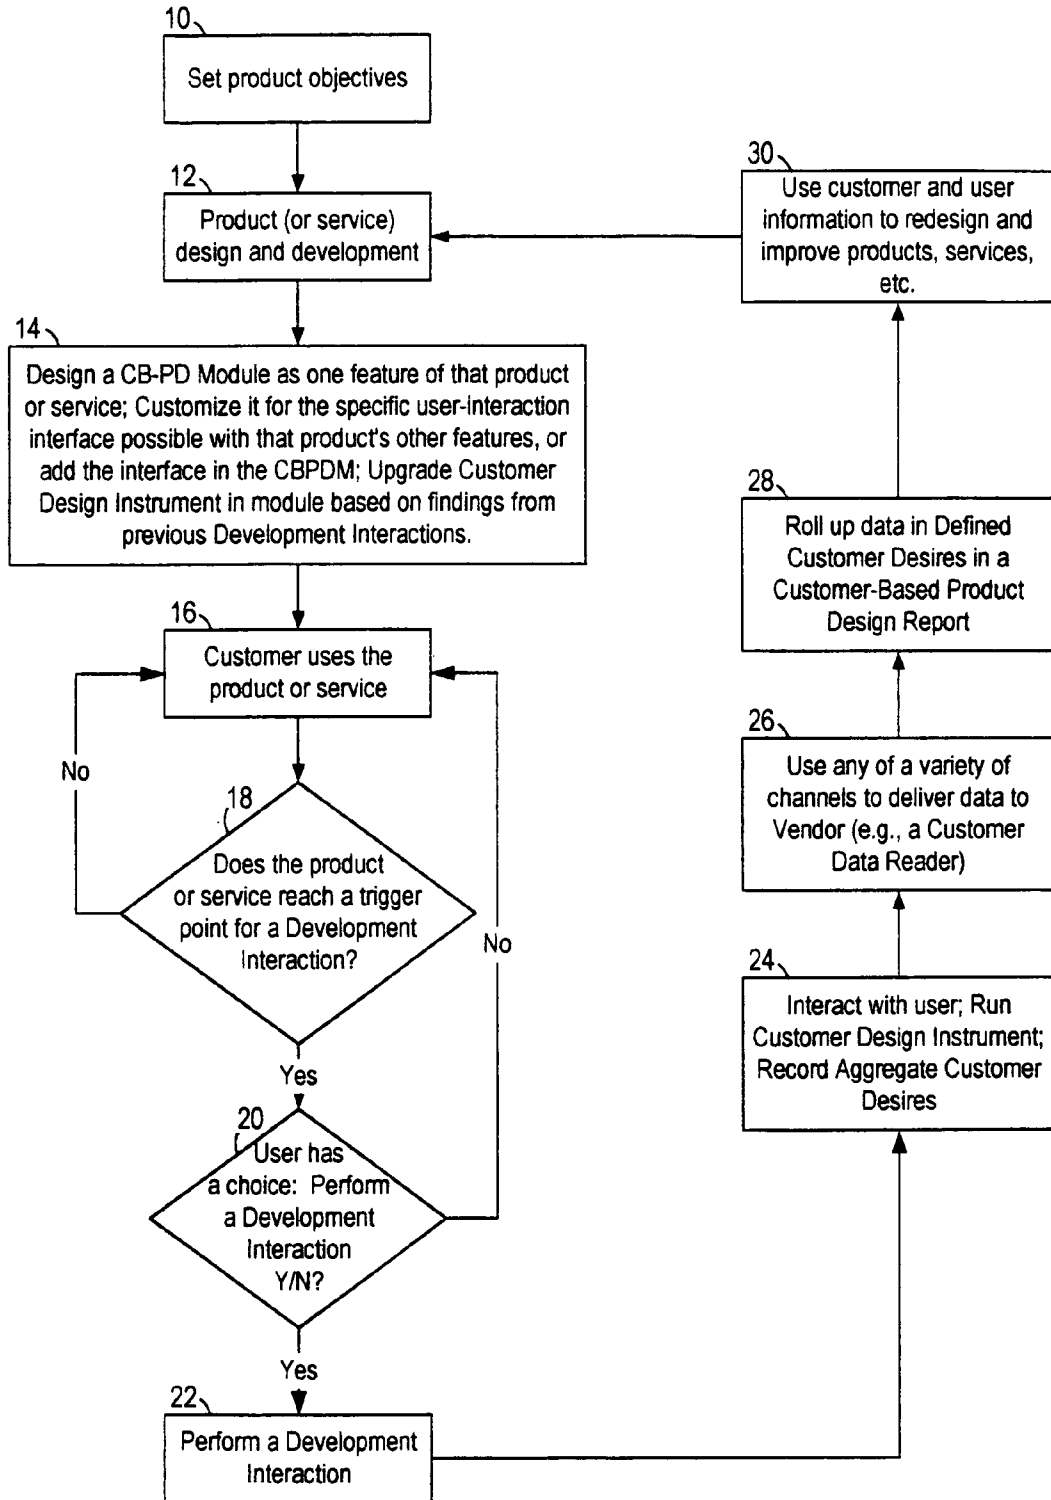 10
Set product objectives
12
Product (or service)
design and development
14
Design a CB-PD Module as one feature of that product
or service; Customize it for the specific user-interaction
interface possible with that product's other features, or
add the interface in the CBPDM; Upgrade Customer
Design Instrument in module based on findings from
previous Development Interactions.
16
Customer uses the
product or service
No
18
Does the product
or service reach a trigger
point for a Development
Interaction?
No
Yes
20
User has
a choice: Perform
a Development
Interaction
Y/N?
Yes
22
Perform a Development
Interaction
24
Interact with user; Run
Customer Design Instrument;
Record Aggregate Customer
Desires
26
Use any of a variety of
channels to deliver data to
Vendor (e.g., a Customer
Data Reader)
28
Roll up data in Defined
Customer Desires in a
Customer-Based Product
Design Report
30
Use customer and user
information to redesign and
improve products, services,
etc.